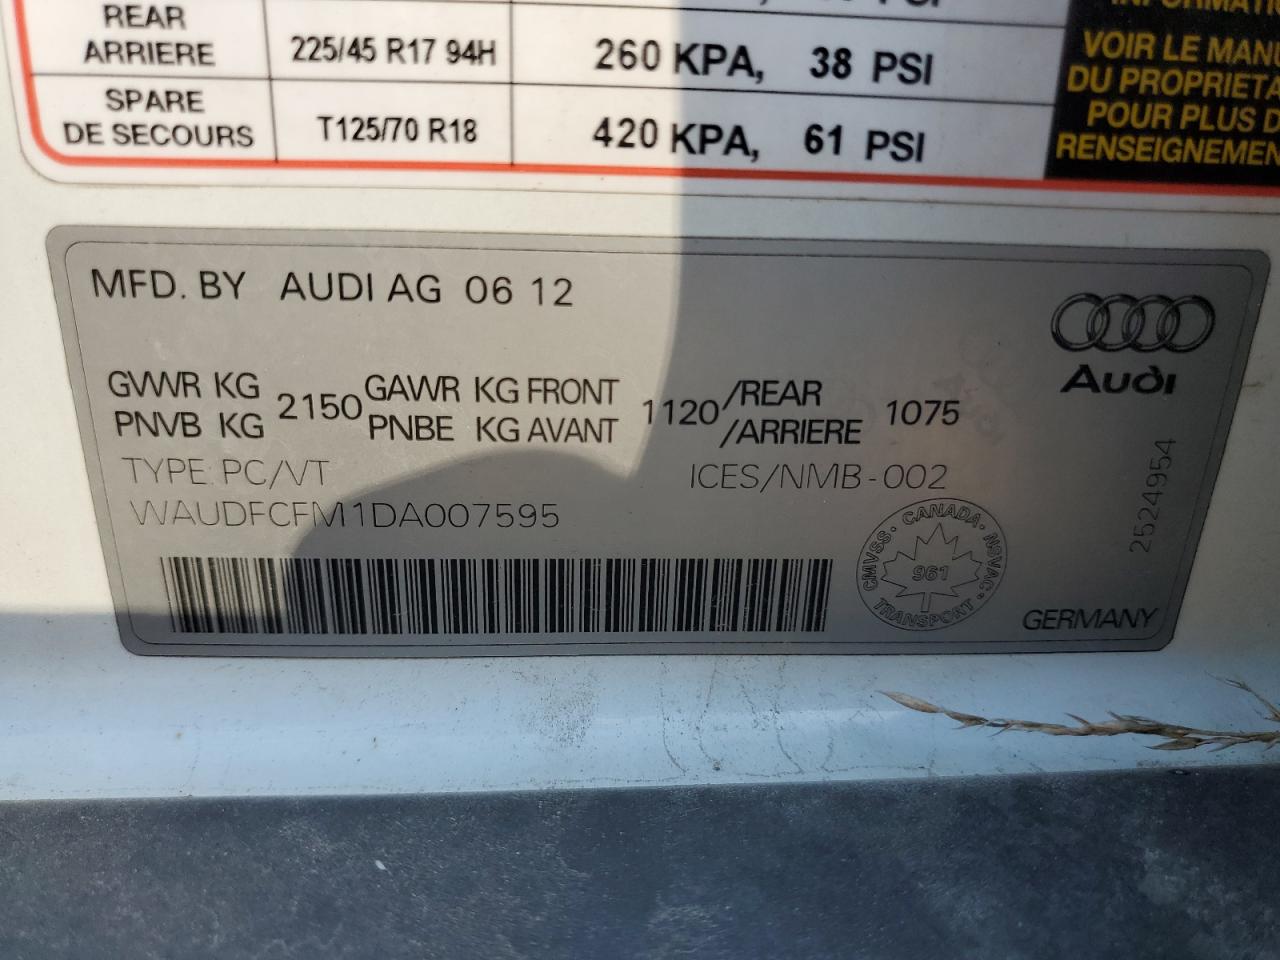 REAR
ARRIERE 225/45 R17 94H 260 KPA, 38 PSI
SPARE
DE SECOURS T125/70 R18 420 KPA, 61 PSI
VOIR LE
DU
POUR PLUS
MFD. BY AUDI AG 06 12
GVWR KG 2150 GAWR KG FRONT 1120 /REAR 1075
PNVB KG PNBE KG AVANT /ARRIERE
TYPE PC/VT ICES/NMB-002
WAUDFCFM1DA007595
Audi
2524954
CMVSS. CANADA. NSVAC. TRANSPORT.
961
GERMANY